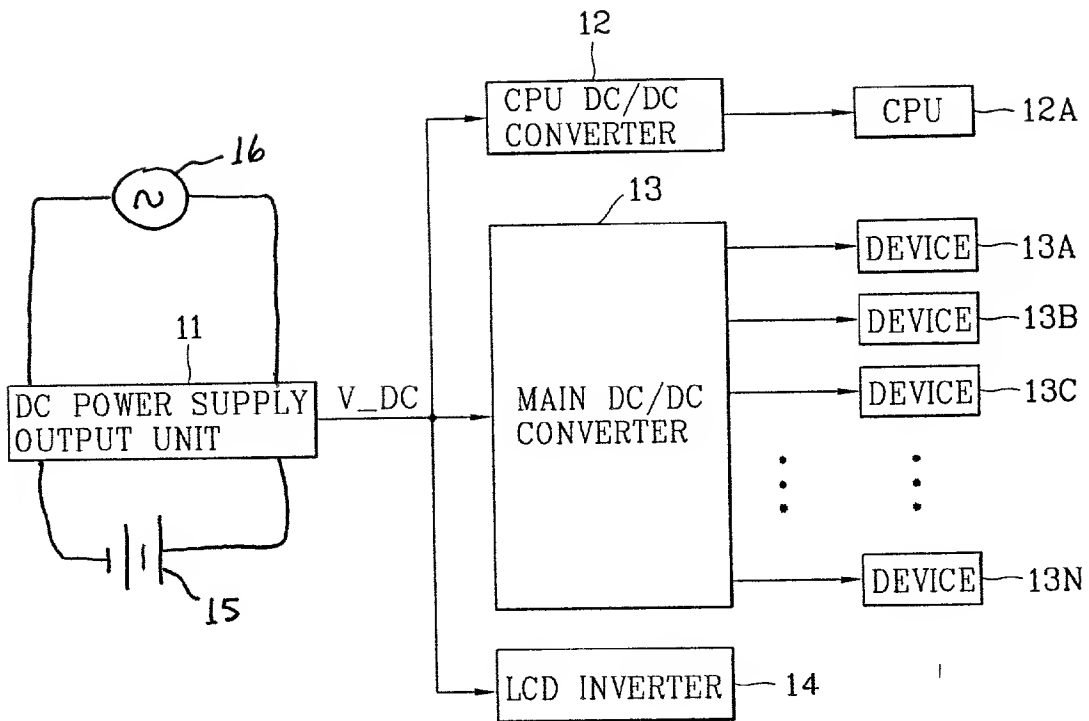 12
CPU DC/DC
CONVERTER
CPU
12A
16
~
13
DEVICE
13A
DEVICE
13B
11
DC POWER SUPPLY
OUTPUT UNIT
V_DC
MAIN DC/DC
CONVERTER
DEVICE
13C
DEVICE
13N
15
LCD INVERTER
14